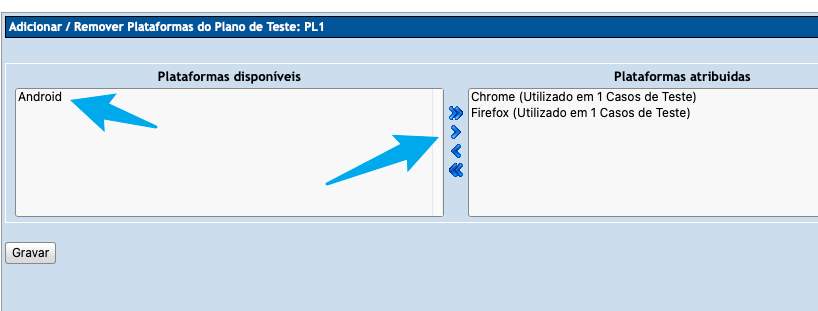 Adicionar / Remover Plataformas do Plano de Teste: PL1
Plataformas disponíveis
Android
Plataformas atribuidas
Chrome (Utilizado em 1 Casos de Teste)
Firefox (Utilizado em 1 Casos de Teste)
Gravar